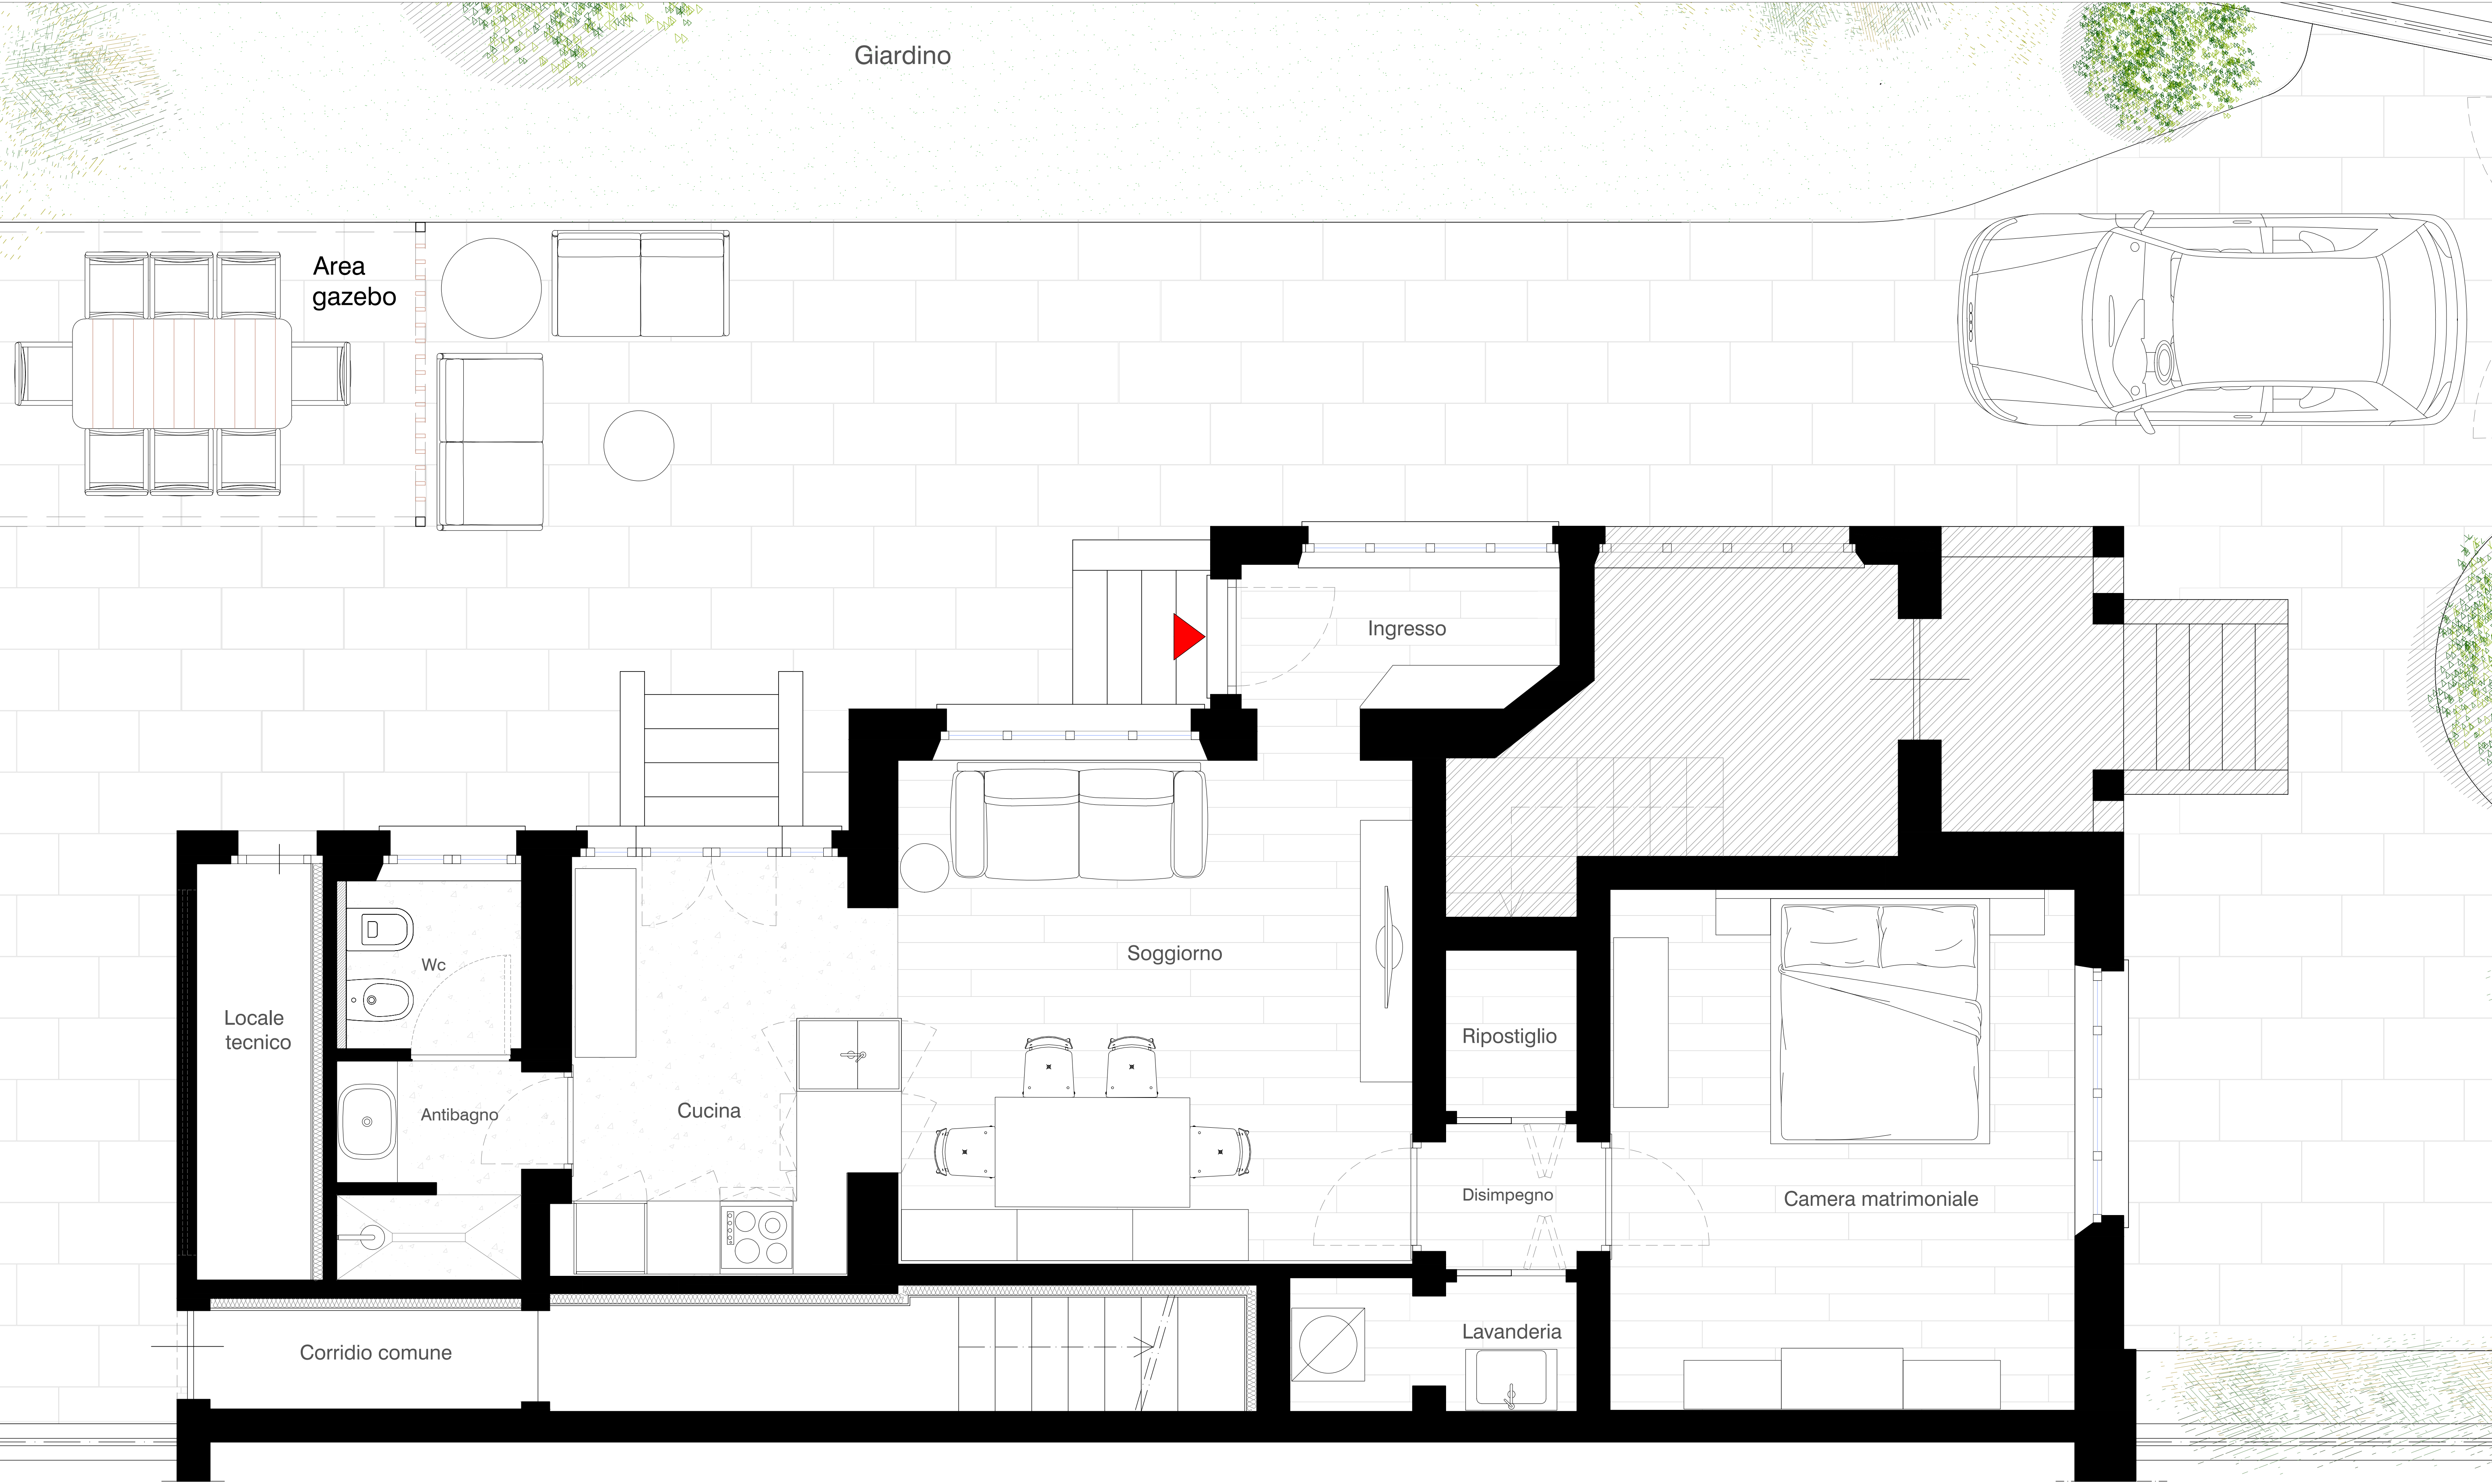 Giardino
Area
gazebo
Ingresso
Soggiorno
Wc
Locale
tecnico
Ripostiglio
Antibagno
Cucina
Disimpegno
Camera matrimoniale
Lavanderia
Corridio comune